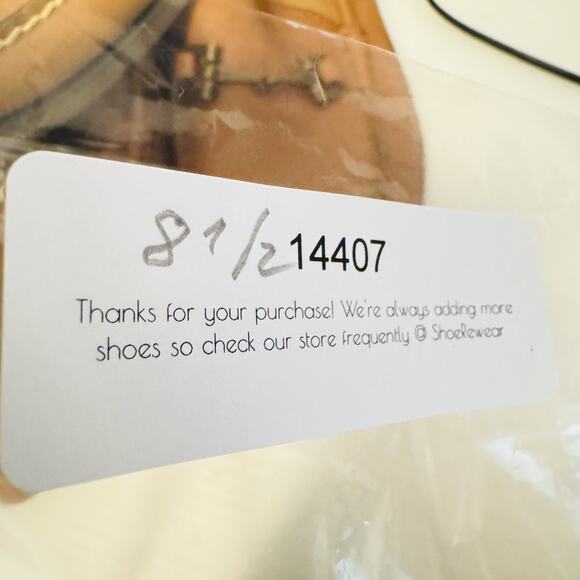 8 1/2 14407
Thanks for your purchase! We're always adding more
shoes so check our store frequently @ ShoeRewear